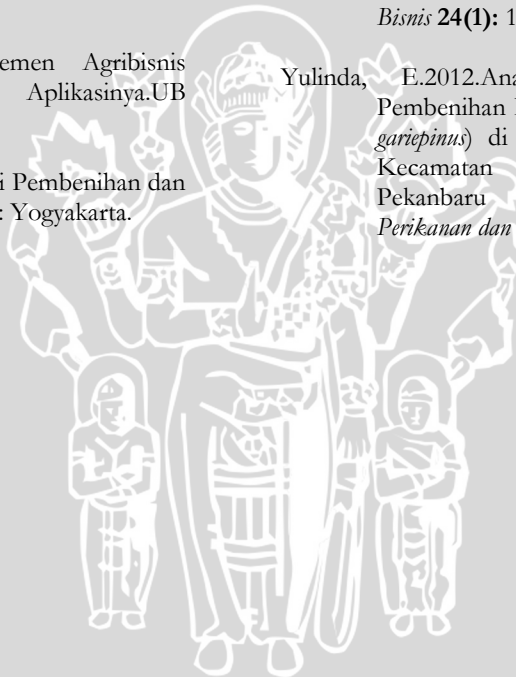 emen Agribisnis
Aplikasinya.UB
i Pembenihan dan
: Yogyakarta.
Bisnis 24(1): 1
Yulinda, E.2012.Ana
Pembenihan
gariepinus) di
Kecamatan
Pekanbaru
Perikanan dan